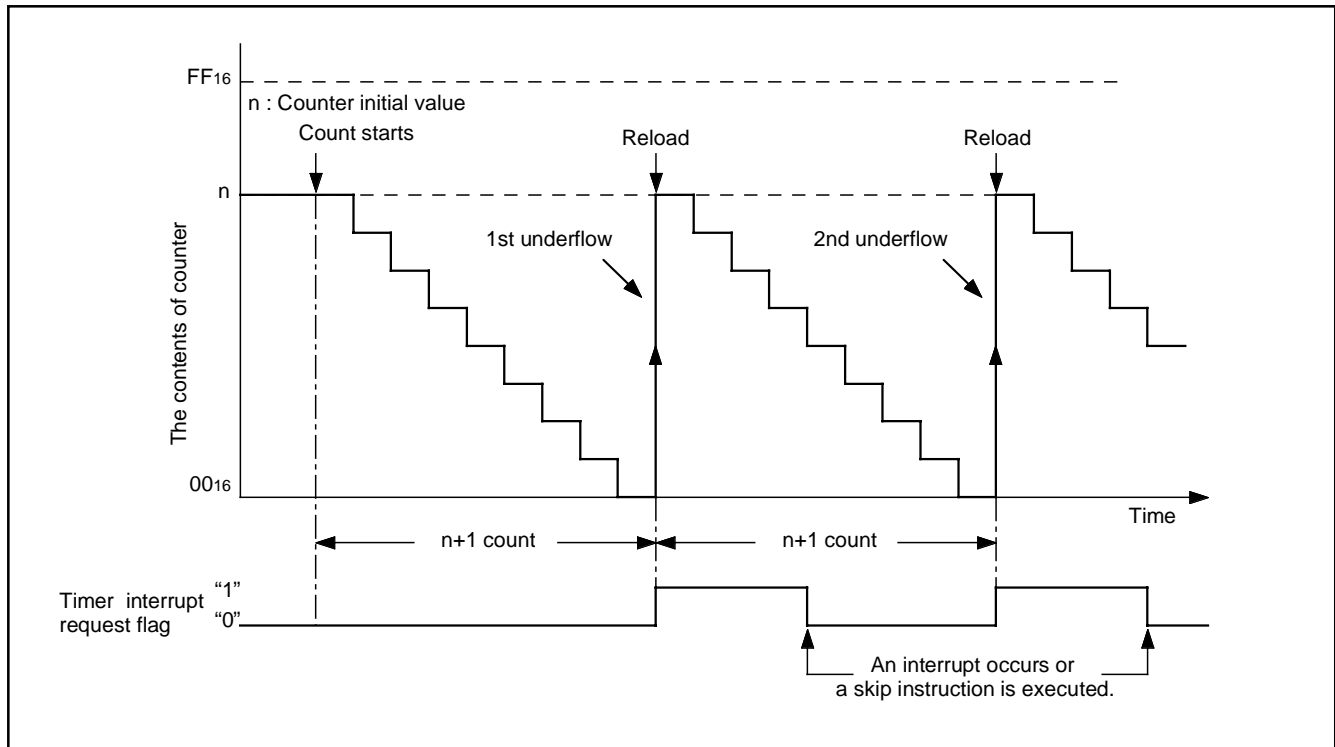 FF16
n : Counter initial value
Count starts
Reload
Reload
n
1st underflow
2nd underflow
The contents of counter
0016
Time
n+1 count
n+1 count
Timer interrupt
request flag
“1”
“0”
An interrupt occurs or
a skip instruction is executed.